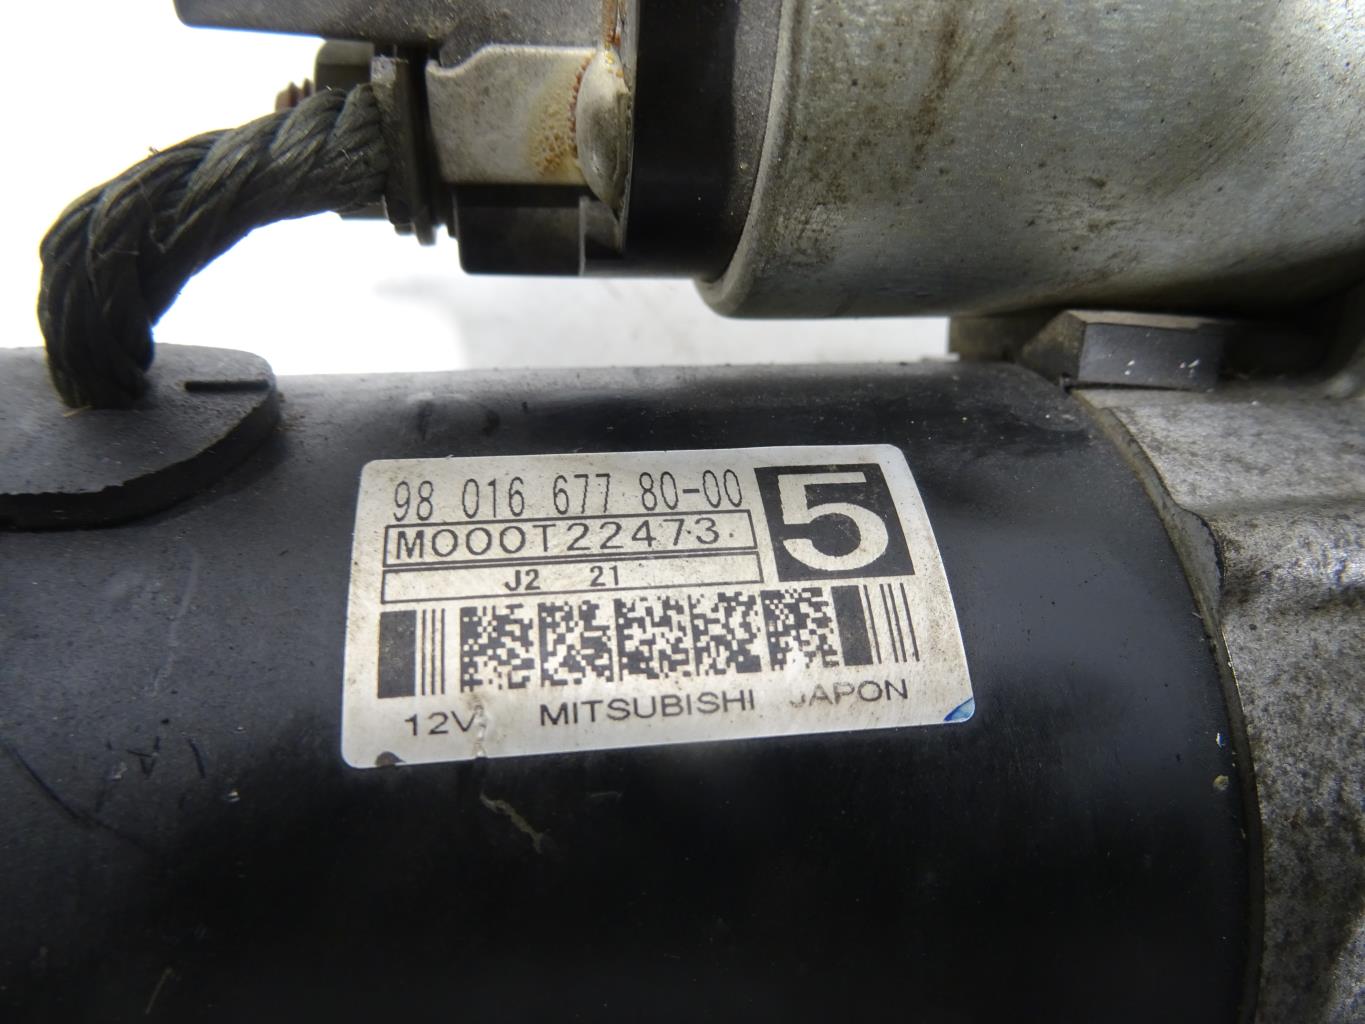 98 016 677 80-00
5
M000T22473.
J2 21
12V MITSUBISHI JAPON